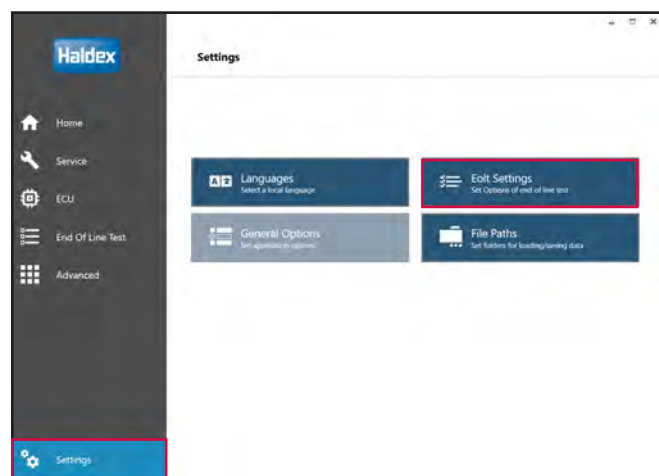 Haldex
Settings
Home
Service
ECU
End Of Line Test
Advanced
Settings
Languages
Select a local language
Eolt Settings
Set Options of end of line test
General Options
Set application options
File Paths
Set folders for loading/saving data